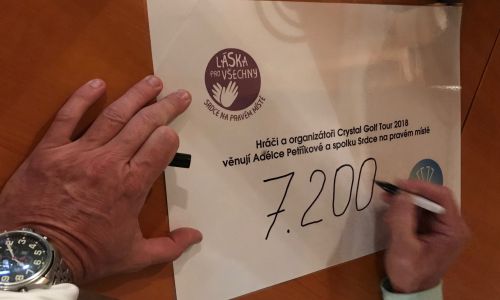 LÁSKA
PRO VŠECHNY
SRDCE NA PRAVÉM MÍSTĚ
Hráči a organizátoři Crystal Golf Tour 2018
věnují Adélce Petříkové a spolku Srdce na pravém místě
7.200